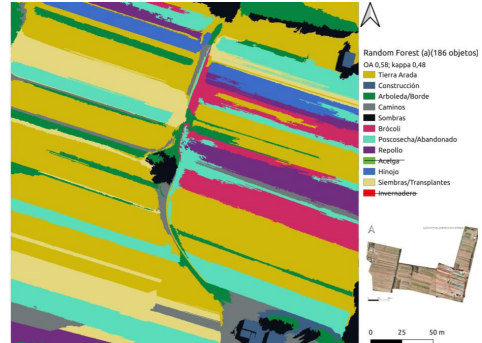 Random Forest (a)(186 objetos)
OA 0,58; kappa 0,48
Tierra Arada
Construcción
Arboleda/Borde
Caminos
Sombras
Brócoli
Poscosecha/Abandonado
Repollo
Acelga
Hinojo
Siembras/Transplantes
Invernadero
0 25 50 m